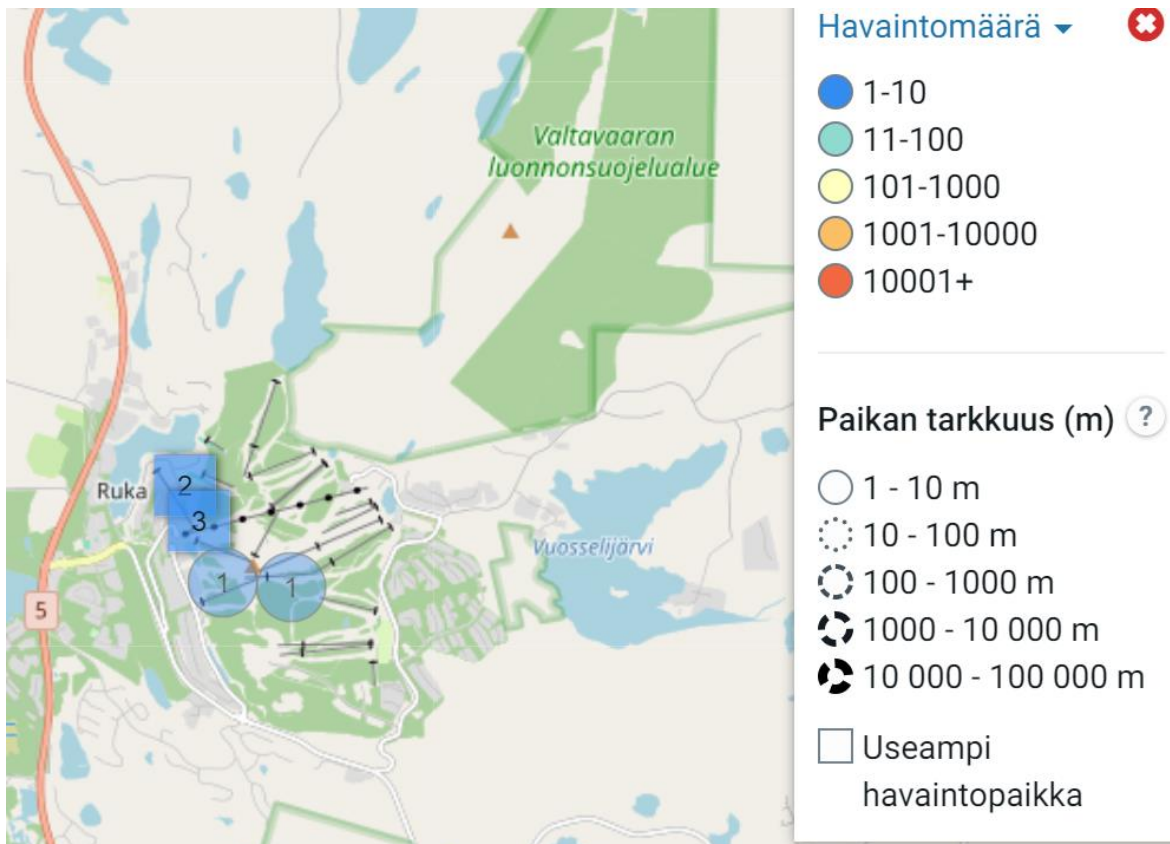 Valtavaaran
luonnonsuojelualue
Ruka
2
3
1
1
Vuosselijärvi
5
Havaintomäärä
1-10
11-100
101-1000
1001-10000
10001+
Paikan tarkkuus (m) ?
1 - 10 m
10 - 100 m
100 - 1000 m
1000 - 10 000 m
10 000 - 100 000 m
Useampi
havaintopaikka